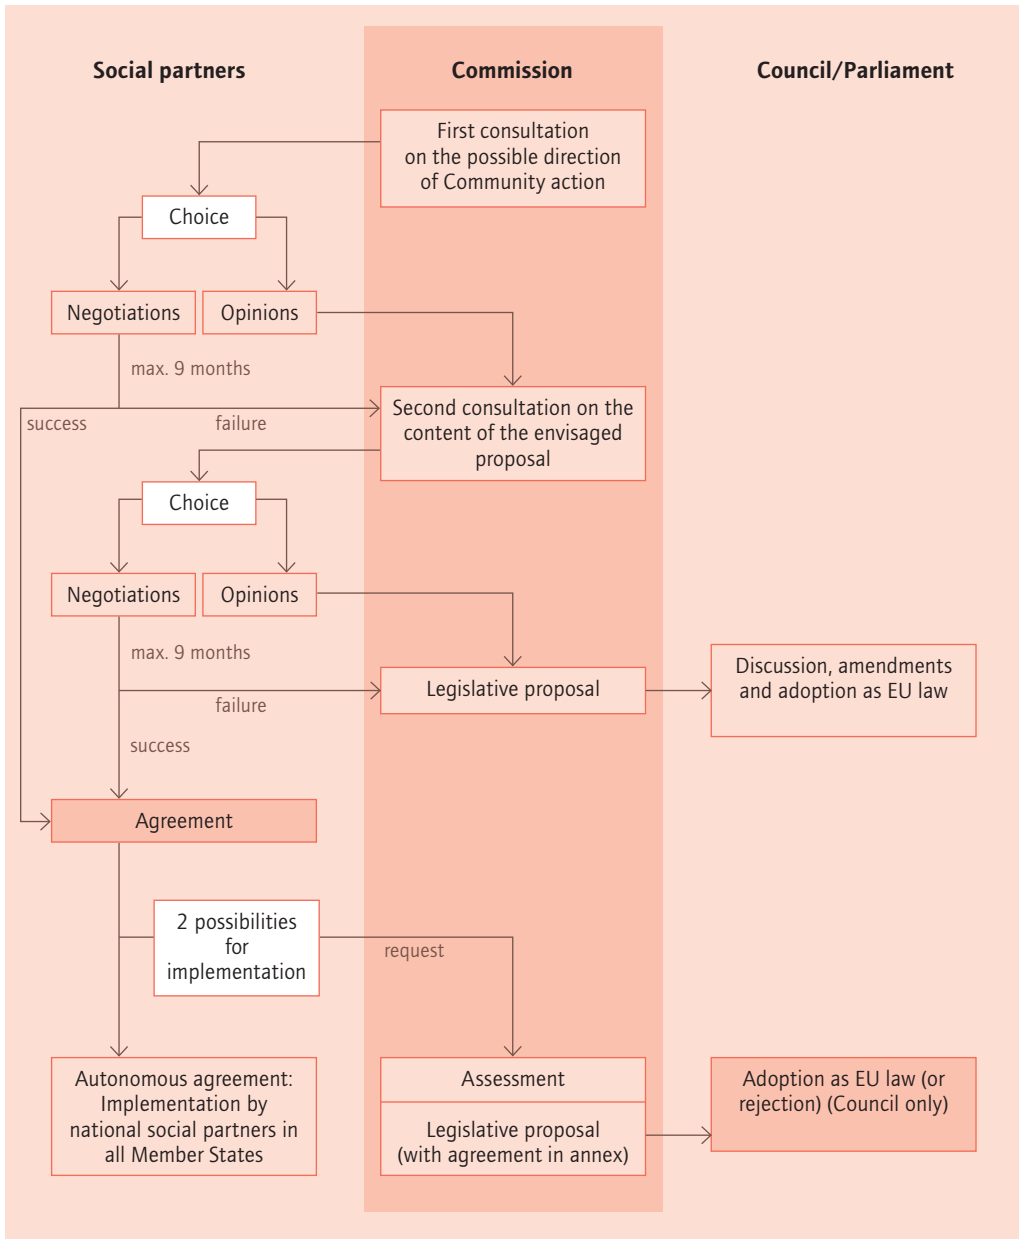 Social partners
Commission
Council/Parliament
First consultation
on the possible direction
of Community action
Choice
Negotiations
Opinions
max. 9 months
success
failure
Second consultation on the
content of the envisaged
proposal
Choice
Negotiations
Opinions
max. 9 months
failure
Legislative proposal
Discussion, amendments
and adoption as EU law
success
Agreement
2 possibilities
for
implementation
request
Autonomous agreement:
Implementation by
national social partners in
all Member States
Assessment
Legislative proposal
(with agreement in annex)
Adoption as EU law (or
rejection) (Council only)